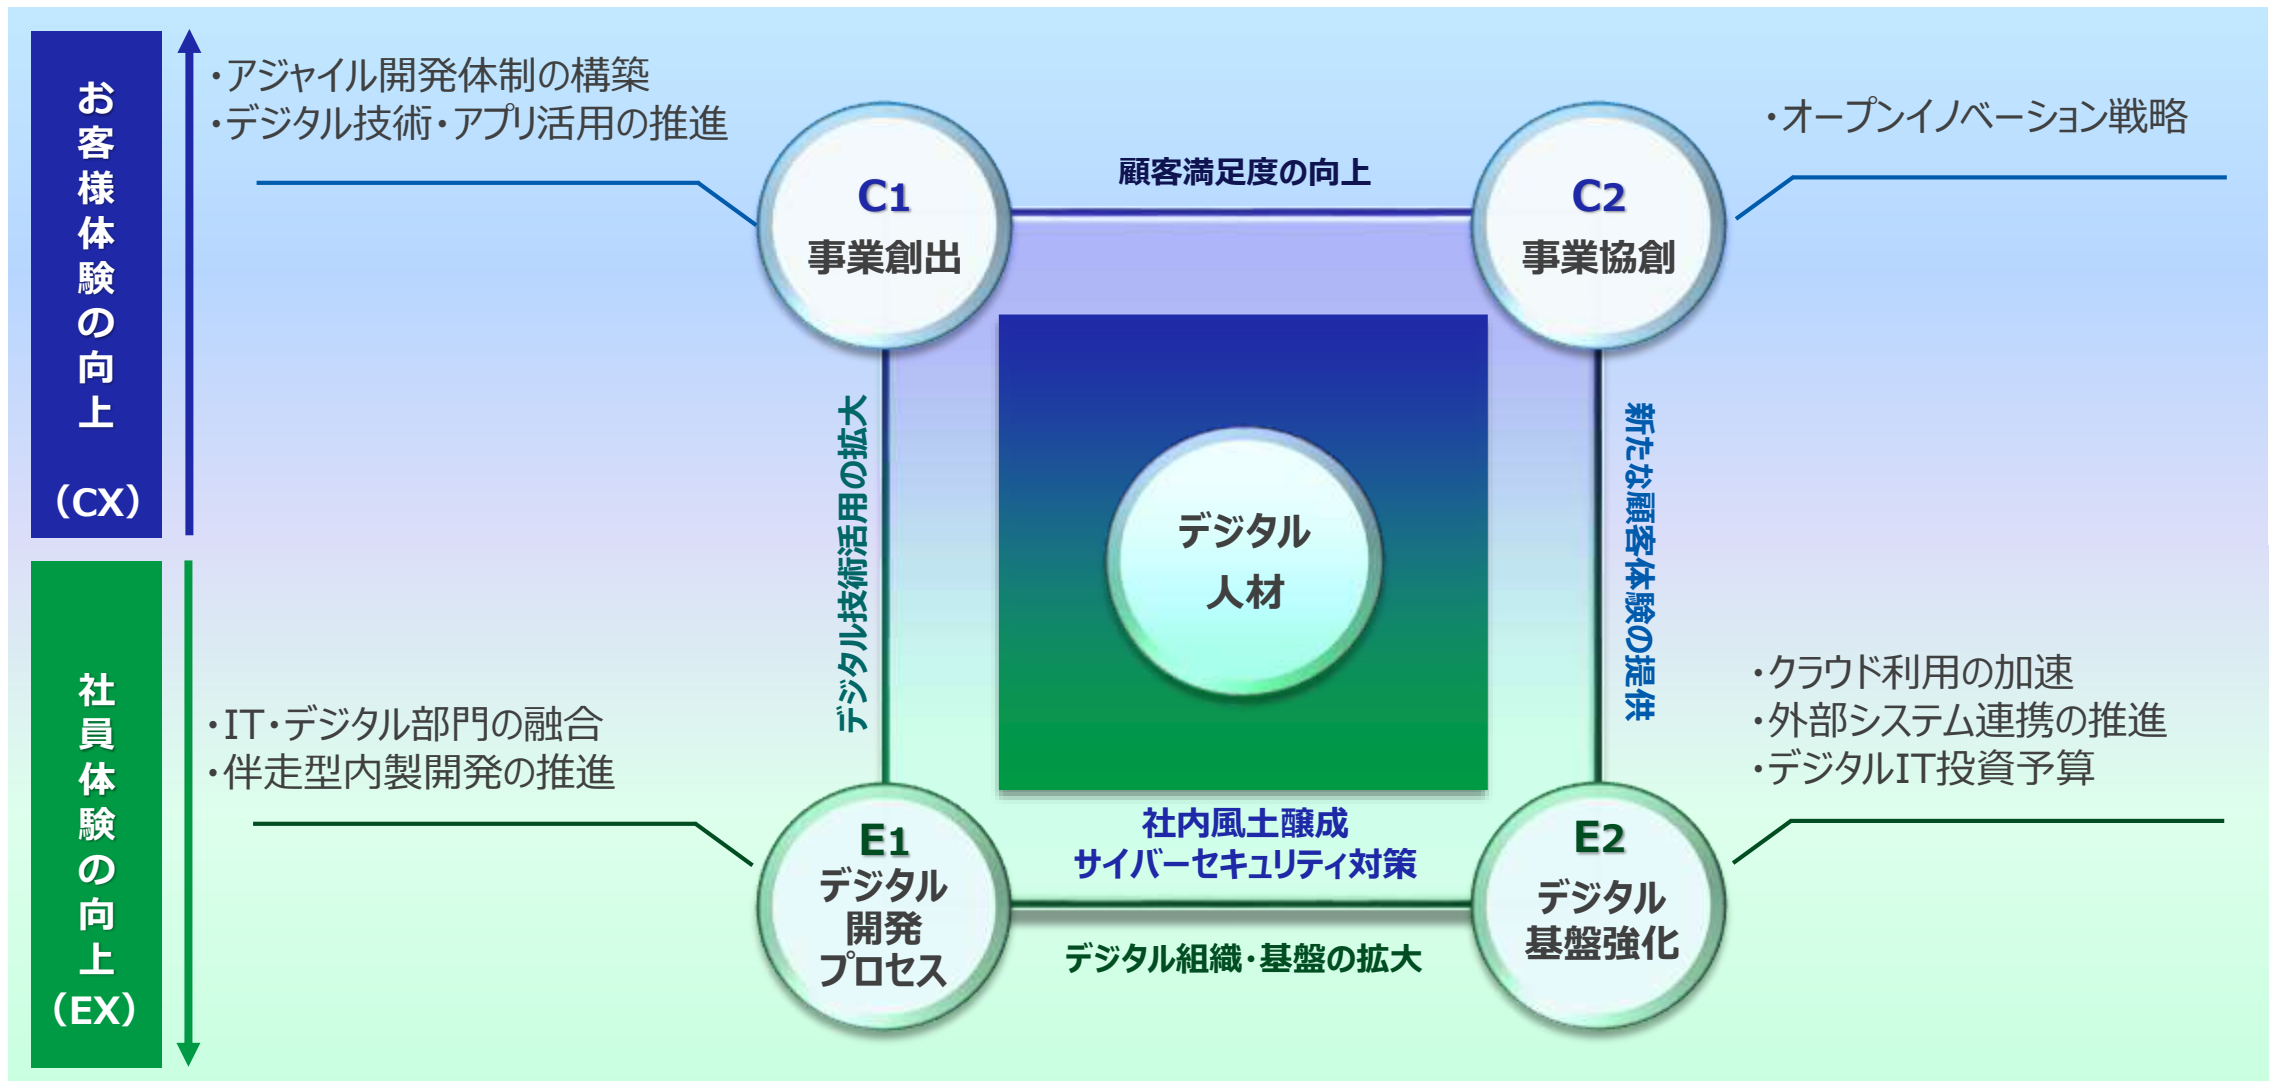 お客様体験の向上
（CX）
・アジャイル開発体制の構築
・デジタル技術・アプリ活用の推進
C1
事業創出
顧客満足度の向上
C2
事業協創
・オープンイノベーション戦略
デジタル技術活用の拡大
デジタル
人材
新たな顧客体験の提供
社員体験の向上
（EX）
・IT・デジタル部門の融合
・伴走型内製開発の推進
E1
デジタル
開発
プロセス
社内風土醸成
サイバーセキュリティ対策
デジタル組織・基盤の拡大
E2
デジタル
基盤強化
・クラウド利用の加速
・外部システム連携の推進
・デジタルIT投資予算